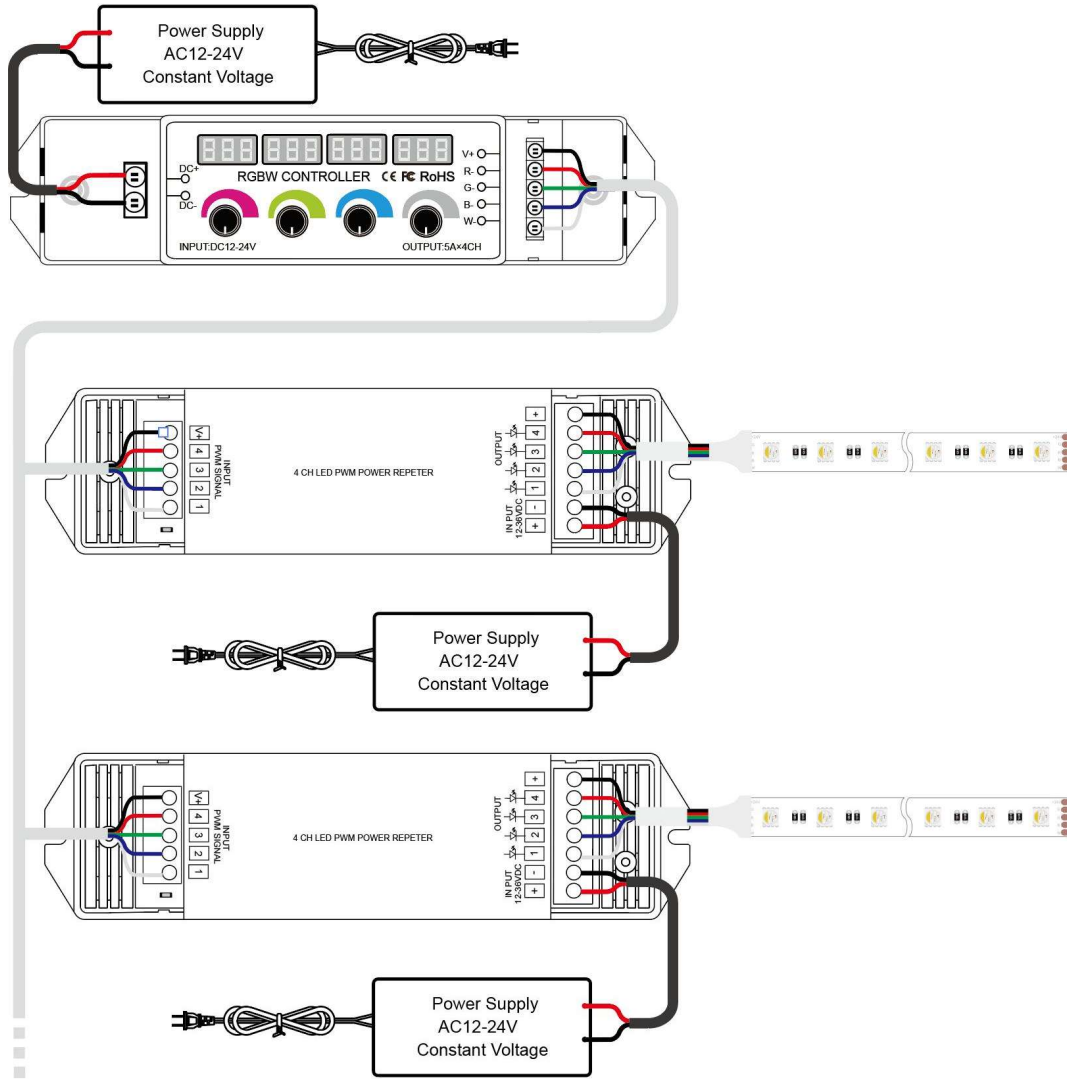 Power Supply
AC12-24V
Constant Voltage
DC+
DC-
RGBW CONTROLLER CE FC RoHS
INPUT:DC12-24V
OUTPUT:5A×4CH
V+
R-
G-
B-
W-
V+
4
3
2
1
INPUT
PWM SIGNAL
4 CH LED PWM POWER REPETER
OUTPUT
+
4
3
2
1
-
+
IN PUT
12-36VDC
Power Supply
AC12-24V
Constant Voltage
V+
4
3
2
1
INPUT
PWM SIGNAL
4 CH LED PWM POWER REPETER
OUTPUT
+
4
3
2
1
-
+
IN PUT
12-36VDC
Power Supply
AC12-24V
Constant Voltage